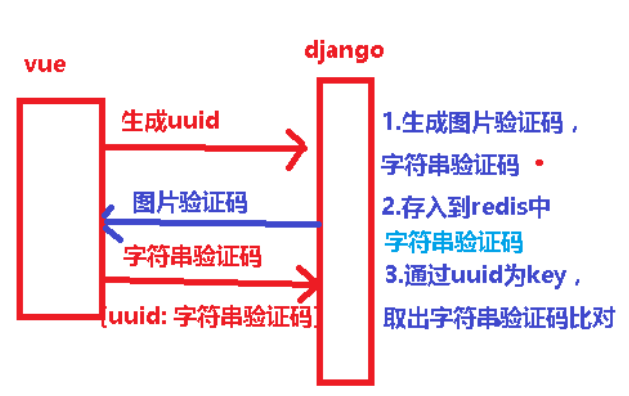 vue
django
生成uuid
1.生成图片验证码，
字符串验证码
图片验证码
2.存入到redis中
字符串验证码
字符串验证码
3.通过uuid为key，
{uuid: 字符串验证码}
取出字符串验证码比对